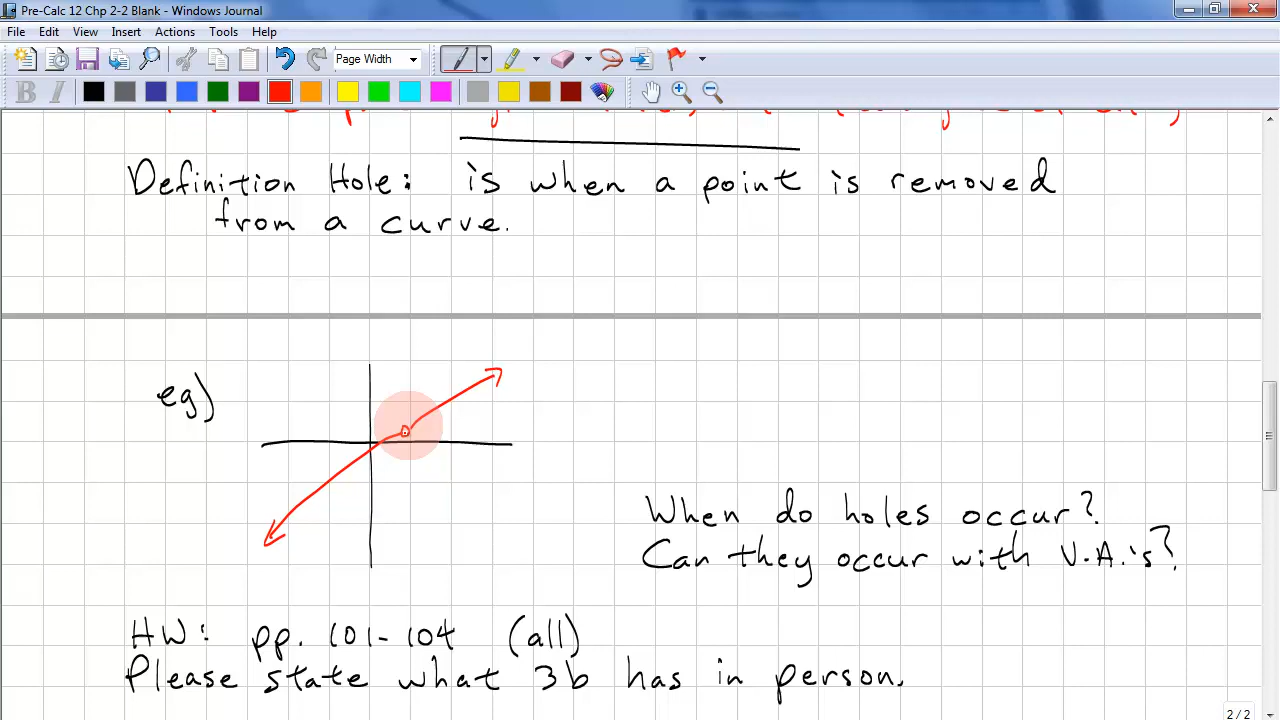 Pre-Calc 12 Chp 2-2 Blank - Windows Journal
File Edit View Insert Actions Tools Help
Page Width
B I
Definition Hole: is when a point is removed
from a curve.
eg)
When do holes occur?
Can they occur with V.A.'s?
HW: pp. 101-104 (all)
Please state what 3b has in person.
2/2